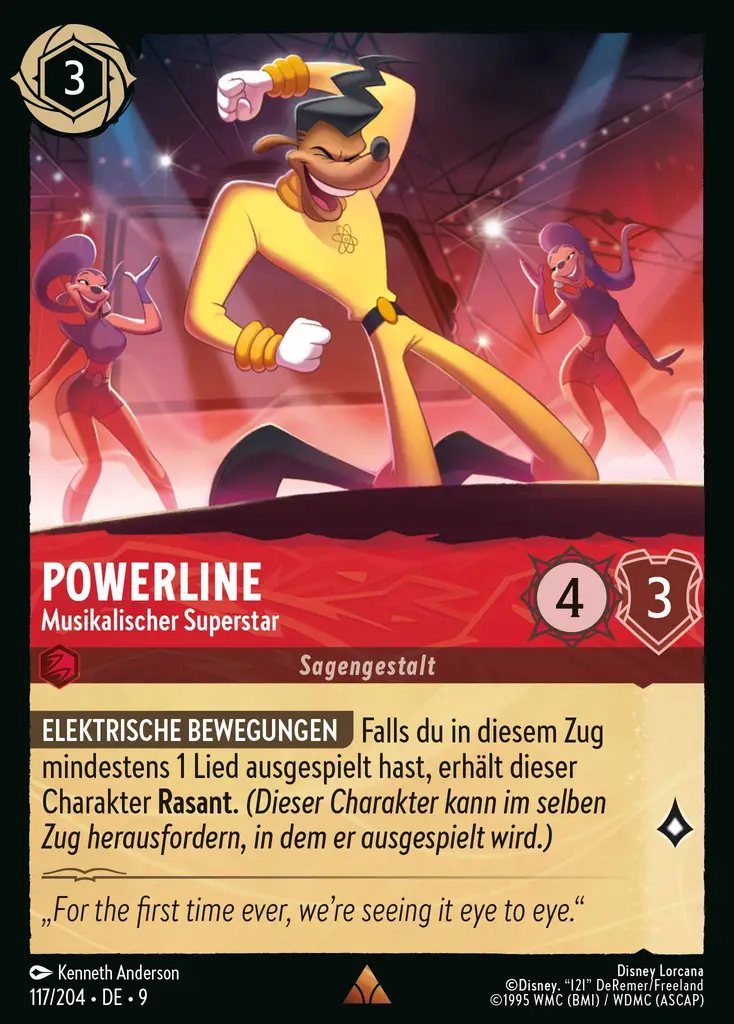 3
POWERLINE
Musikalischer Superstar
4
3
Sagengestalt
ELEKTRISCHE BEWEGUNGEN Falls du in diesem Zug
mindestens 1 Lied ausgespielt hast, erhält dieser
Charakter Rasant. (Dieser Charakter kann im selben
Zug herausfordern, in dem er ausgespielt wird.)
„For the first time ever, we’re seeing it eye to eye.“
Kenneth Anderson
117/204 • DE • 9
Disney Lorcana
©Disney. “I2I” DeRemer/Freeland
©1995 WMC (BMI) / WDMC (ASCAP)